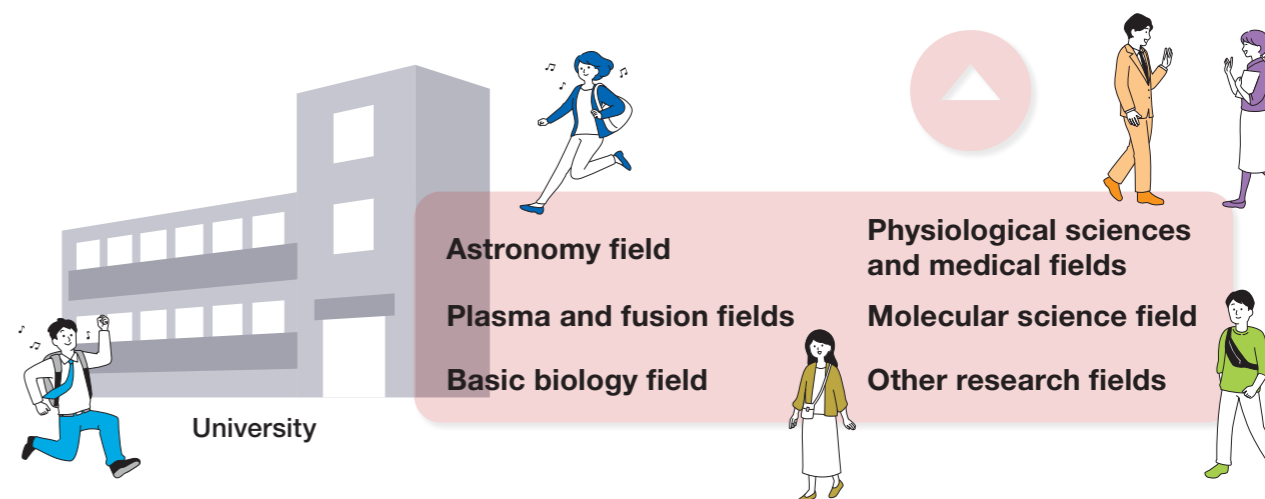 Astronomy field
Plasma and fusion fields
Basic biology field
Physiological sciences
and medical fields
Molecular science field
Other research fields
University